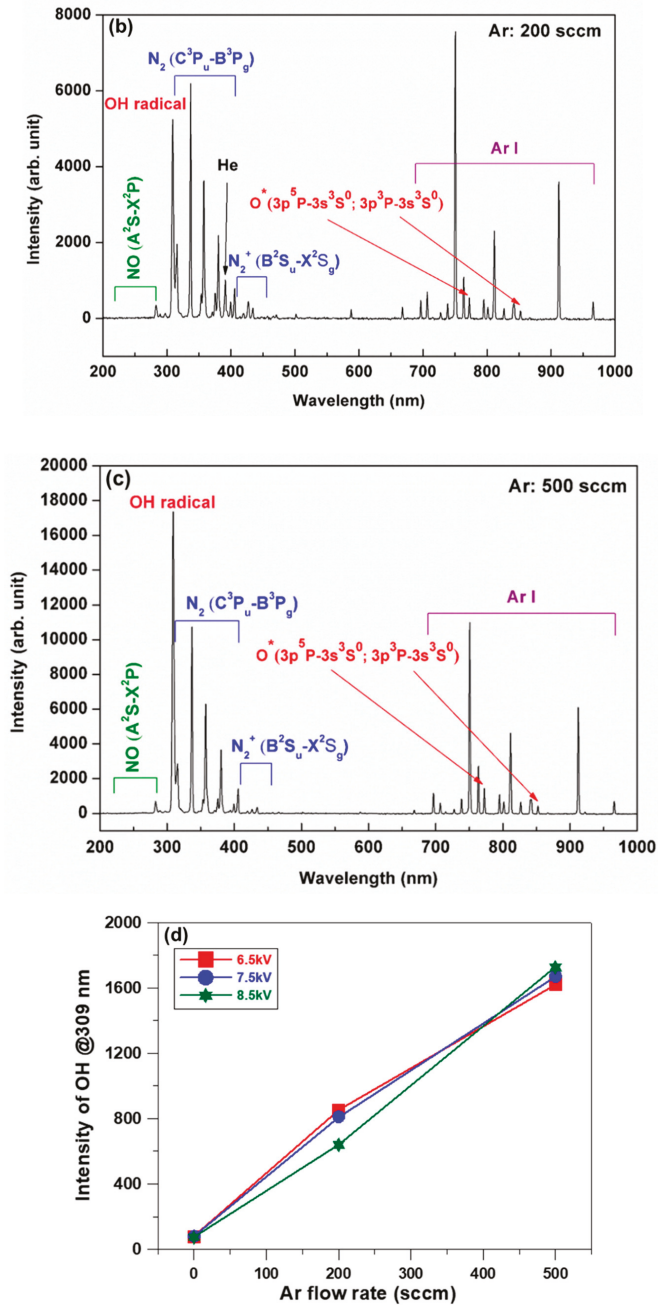 (b)
Ar: 200 sccm
N₂ (C³Pᵤ-B³P_g)
OH radical
He
Ar I
O*(3p⁵P-3s³S⁰; 3p³P-3s³S⁰)
NO (A²S-X²P)
N₂⁺ (B²Sᵤ-X²S_g)
Intensity (arb. unit)
8000
6000
4000
2000
0
200 300 400 500 600 700 800 900 1000
Wavelength (nm)
(c)
Ar: 500 sccm
OH radical
N₂ (C³Pᵤ-B³P_g)
Ar I
O*(3p⁵P-3s³S⁰; 3p³P-3s³S⁰)
NO (A²S-X²P)
N₂⁺ (B²Sᵤ-X²S_g)
Intensity (arb. unit)
20000
18000
16000
14000
12000
10000
8000
6000
4000
2000
0
200 300 400 500 600 700 800 900 1000
Wavelength (nm)
(d)
6.5kV
7.5kV
8.5kV
Intensity of OH @309 nm
2000
1600
1200
800
400
0
0 100 200 300 400 500
Ar flow rate (sccm)